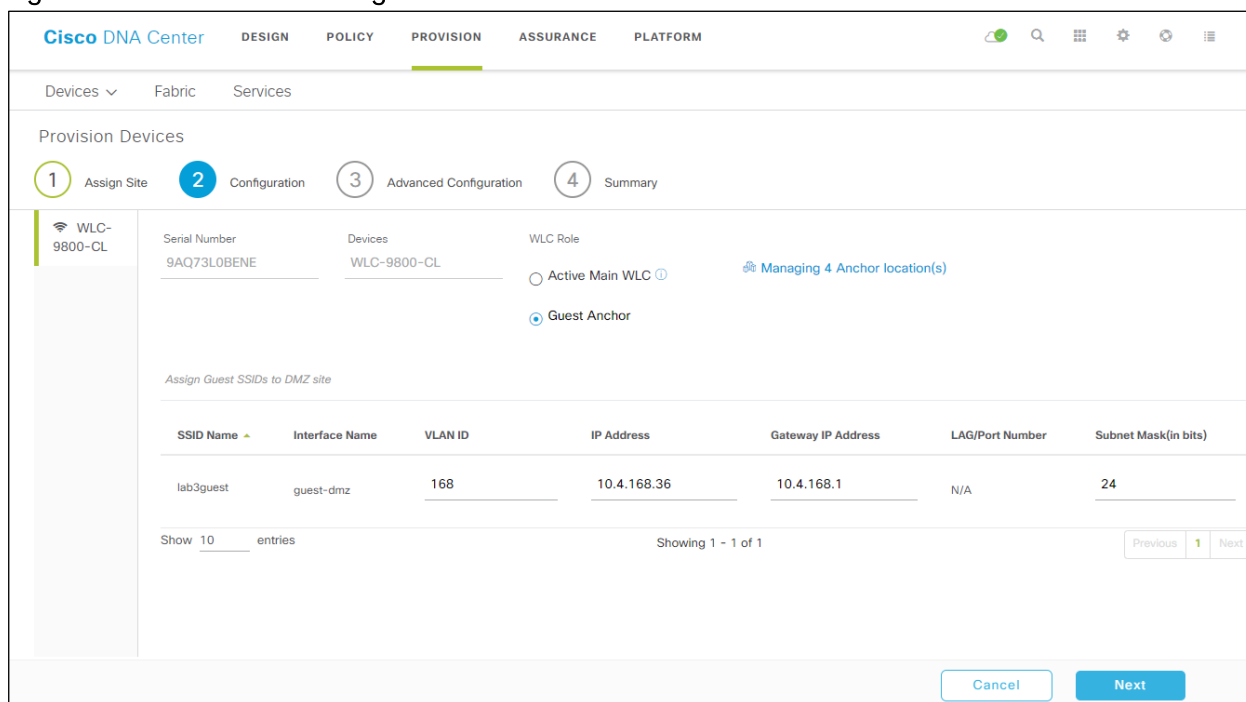 Cisco DNA Center DESIGN POLICY PROVISION ASSURANCE PLATFORM
Devices Fabric Services
Provision Devices
1 Assign Site 2 Configuration 3 Advanced Configuration 4 Summary
WLC-
9800-CL
Serial Number Devices WLC Role
9AQ73L0BENE WLC-9800-CL
Active Main WLC Managing 4 Anchor location(s)
Guest Anchor
Assign Guest SSIDs to DMZ site
SSID Name Interface Name VLAN ID IP Address Gateway IP Address LAG/Port Number Subnet Mask(in bits)
lab3guest guest-dmz 168 10.4.168.36 10.4.168.1 N/A 24
Show 10 entries Showing 1 - 1 of 1 Previous 1 Next
Cancel Next